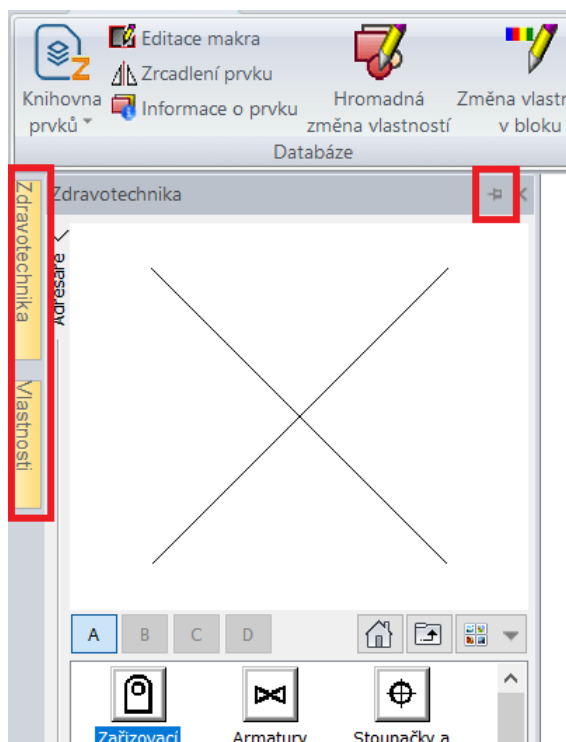 Editace makra
Zrcadlení prvku
Informace o prvku
Knihovna
prvků
Hromadná
změna vlastností
Změna vlastr
v bloku
Databáze
Zdravotechnika
Vlastnosti
Zdravotechnika
Adresáře
A B C D
Zařizovací Armatury Stoupačky a